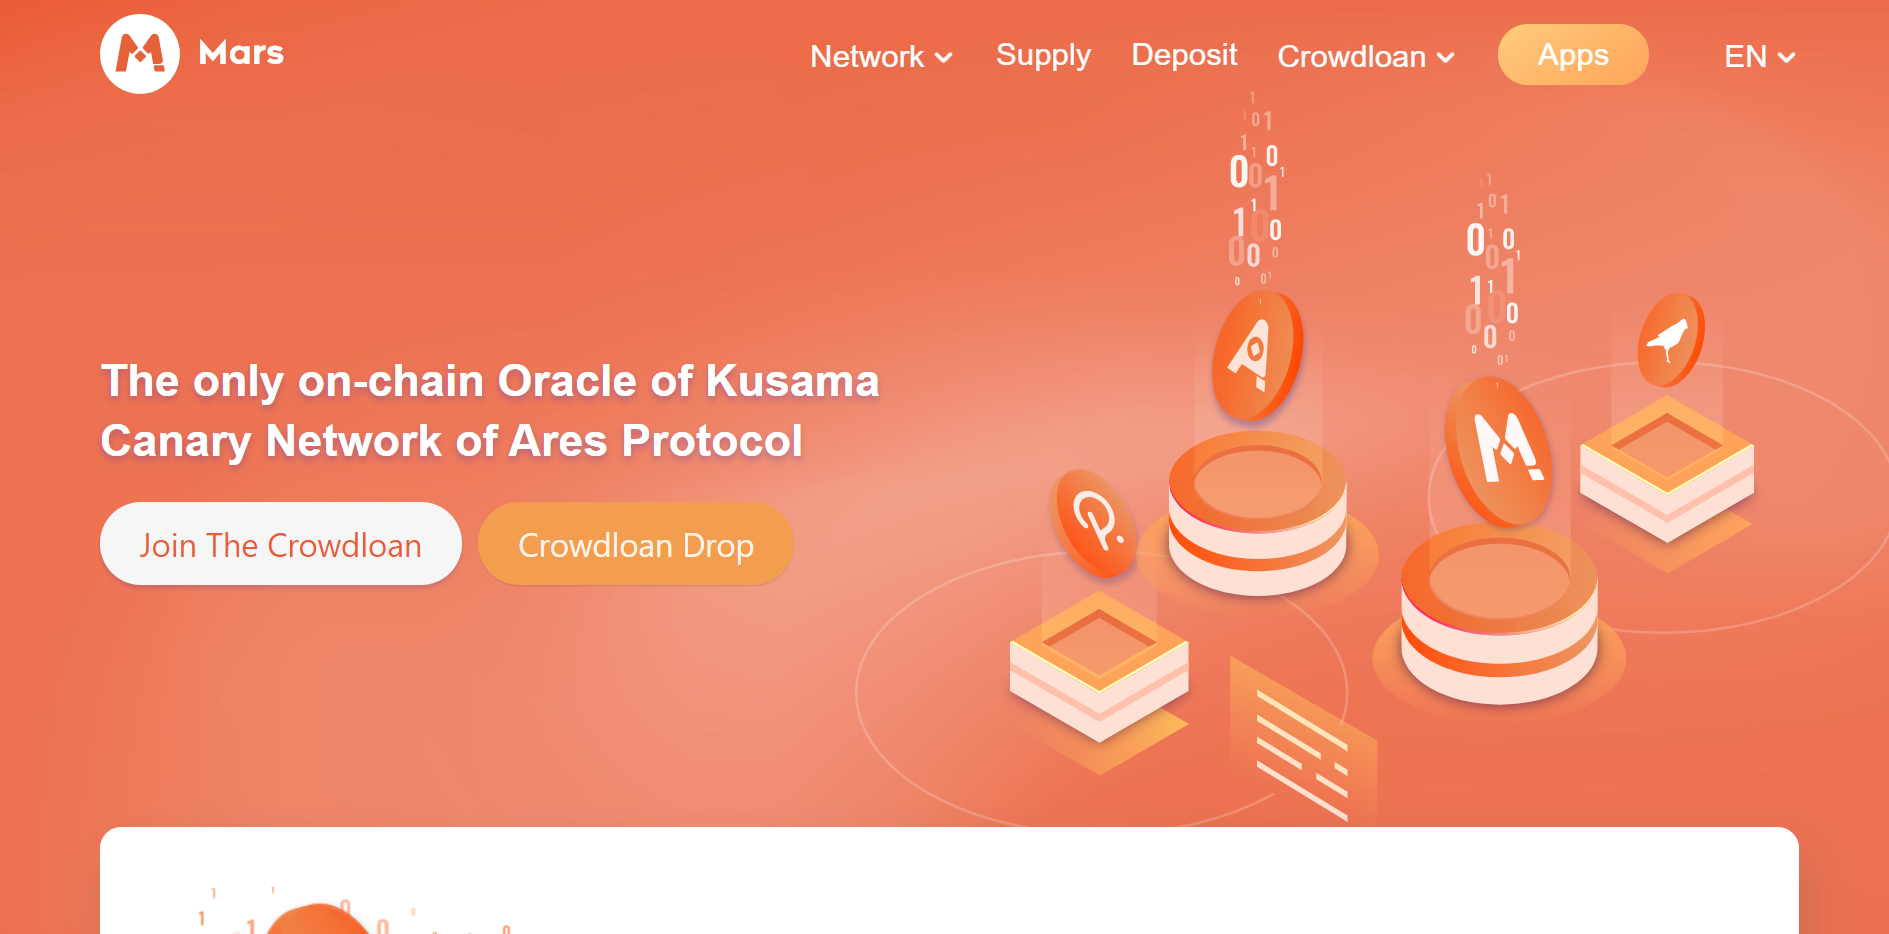 Mars
Network
Supply
Deposit
Crowdloan
Apps
EN
The only on-chain Oracle of Kusama
Canary Network of Ares Protocol
Join The Crowdloan
Crowdloan Drop